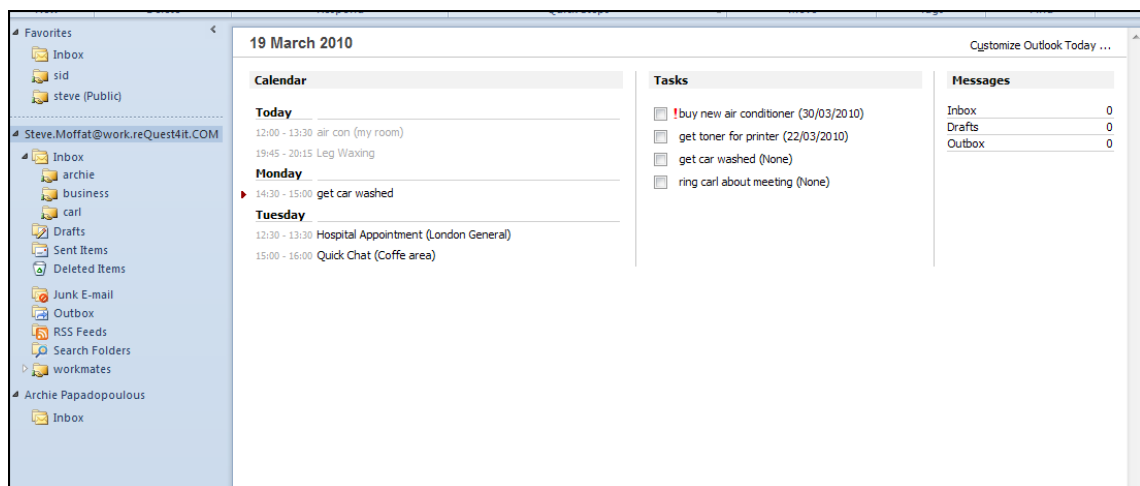 Favorites
Inbox
sid
steve (Public)
Steve.Moffat@work.reQuest4it.COM
Inbox
archie
business
carl
Drafts
Sent Items
Deleted Items
Junk E-mail
Outbox
RSS Feeds
Search Folders
workmates
Archie Papadopoulous
Inbox
19 March 2010
Customize Outlook Today ...
Calendar
Today
12:00 - 13:30 air con (my room)
19:45 - 20:15 Leg Waxing
Monday
14:30 - 15:00 get car washed
Tuesday
12:30 - 13:30 Hospital Appointment (London General)
15:00 - 16:00 Quick Chat (Coffe area)
Tasks
!buy new air conditioner (30/03/2010)
get toner for printer (22/03/2010)
get car washed (None)
ring carl about meeting (None)
Messages
Inbox 0
Drafts 0
Outbox 0